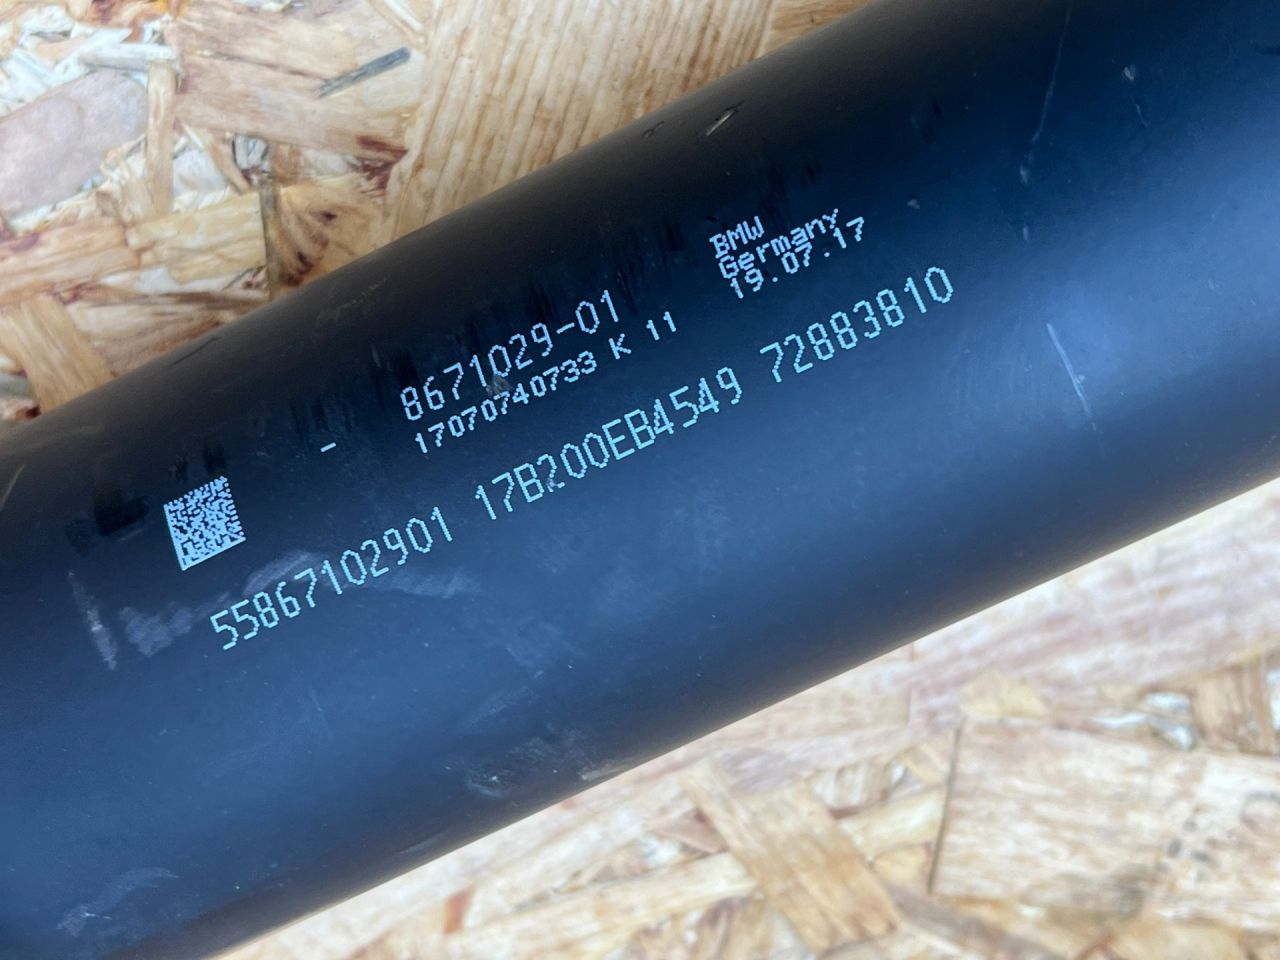 BMW
Germany
19.07.17
- 8671029-01
17070740733 K 11
55867102901 17B200EB4549 72883810